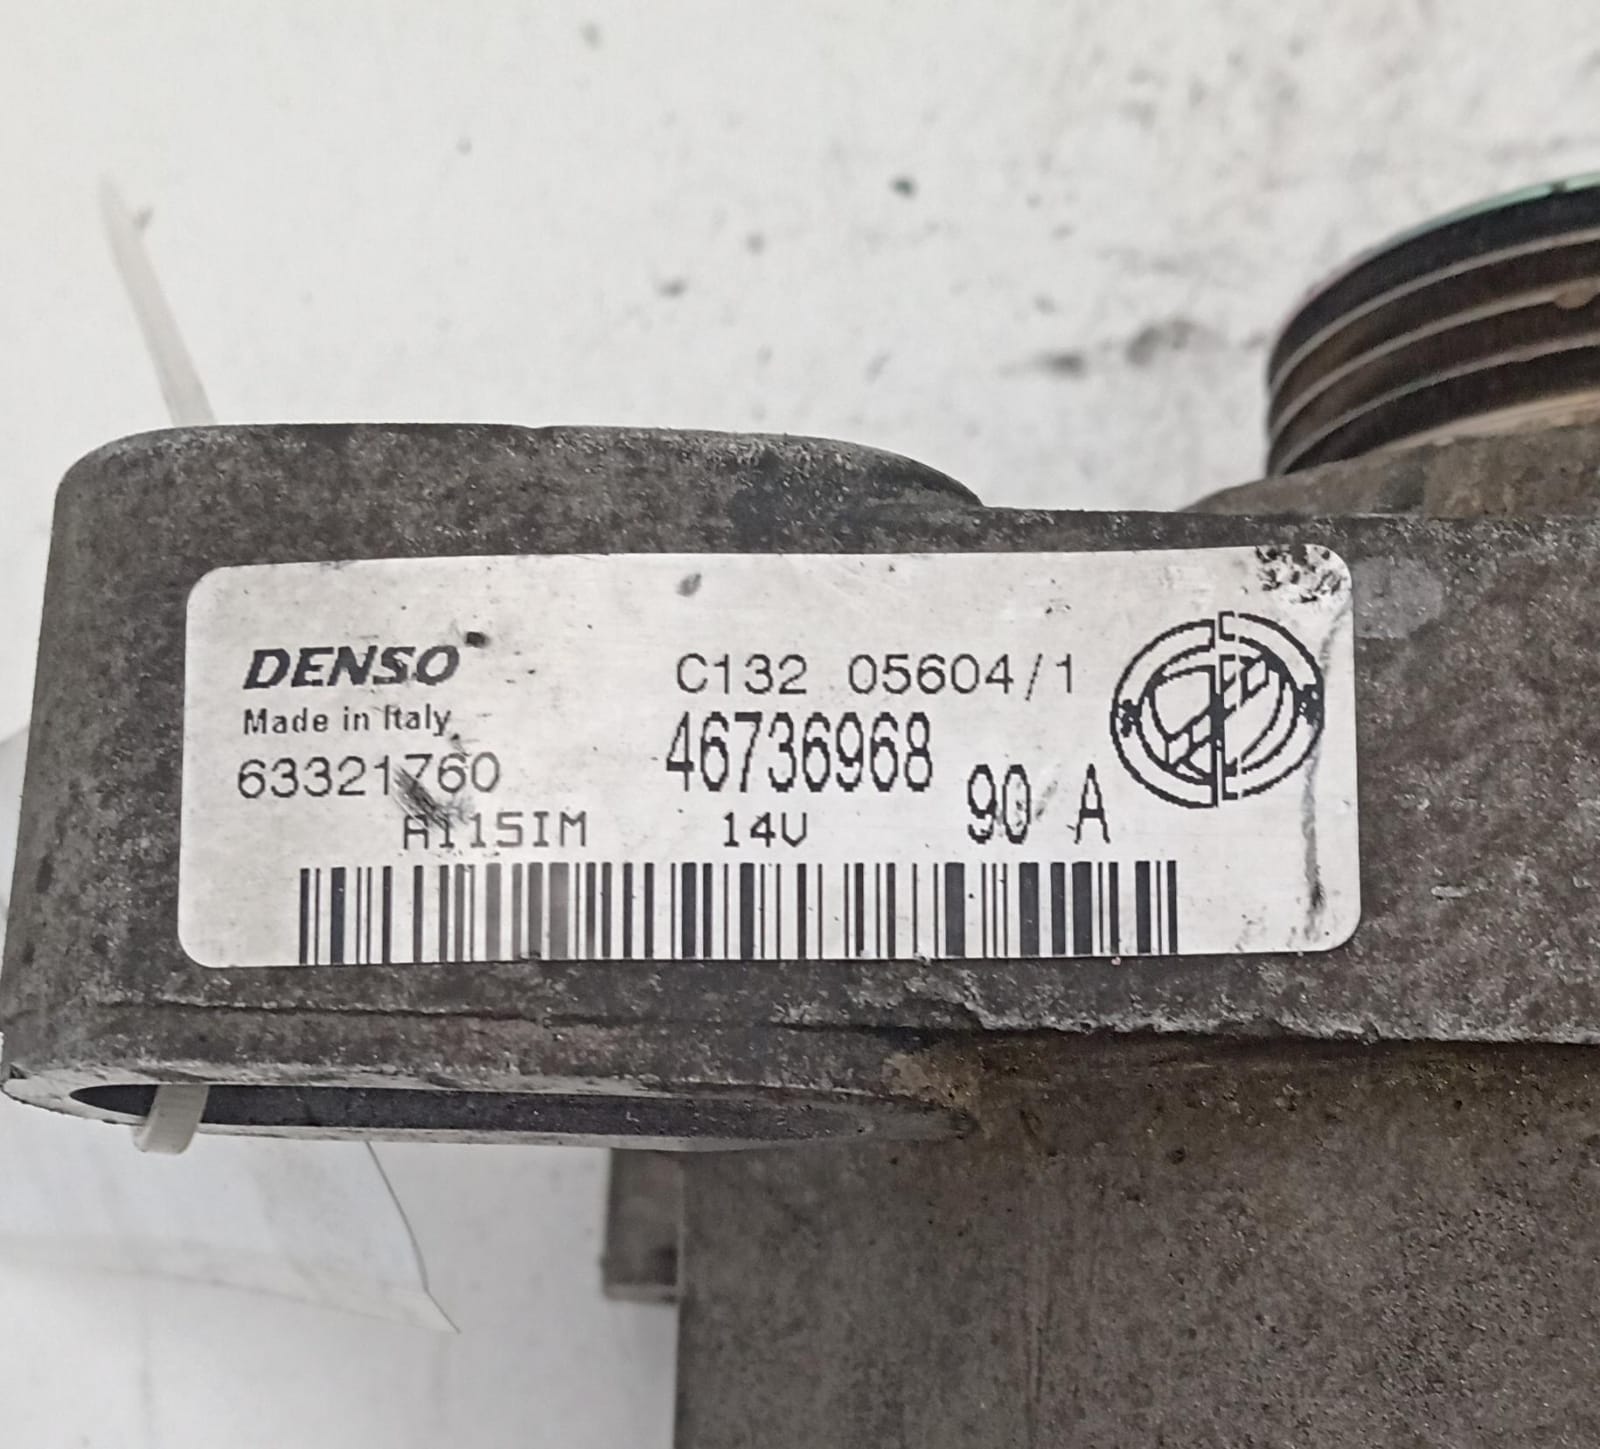 DENSO
Made in Italy
63321760
A115IM
C132 05604/1
46736968
14V
90 A